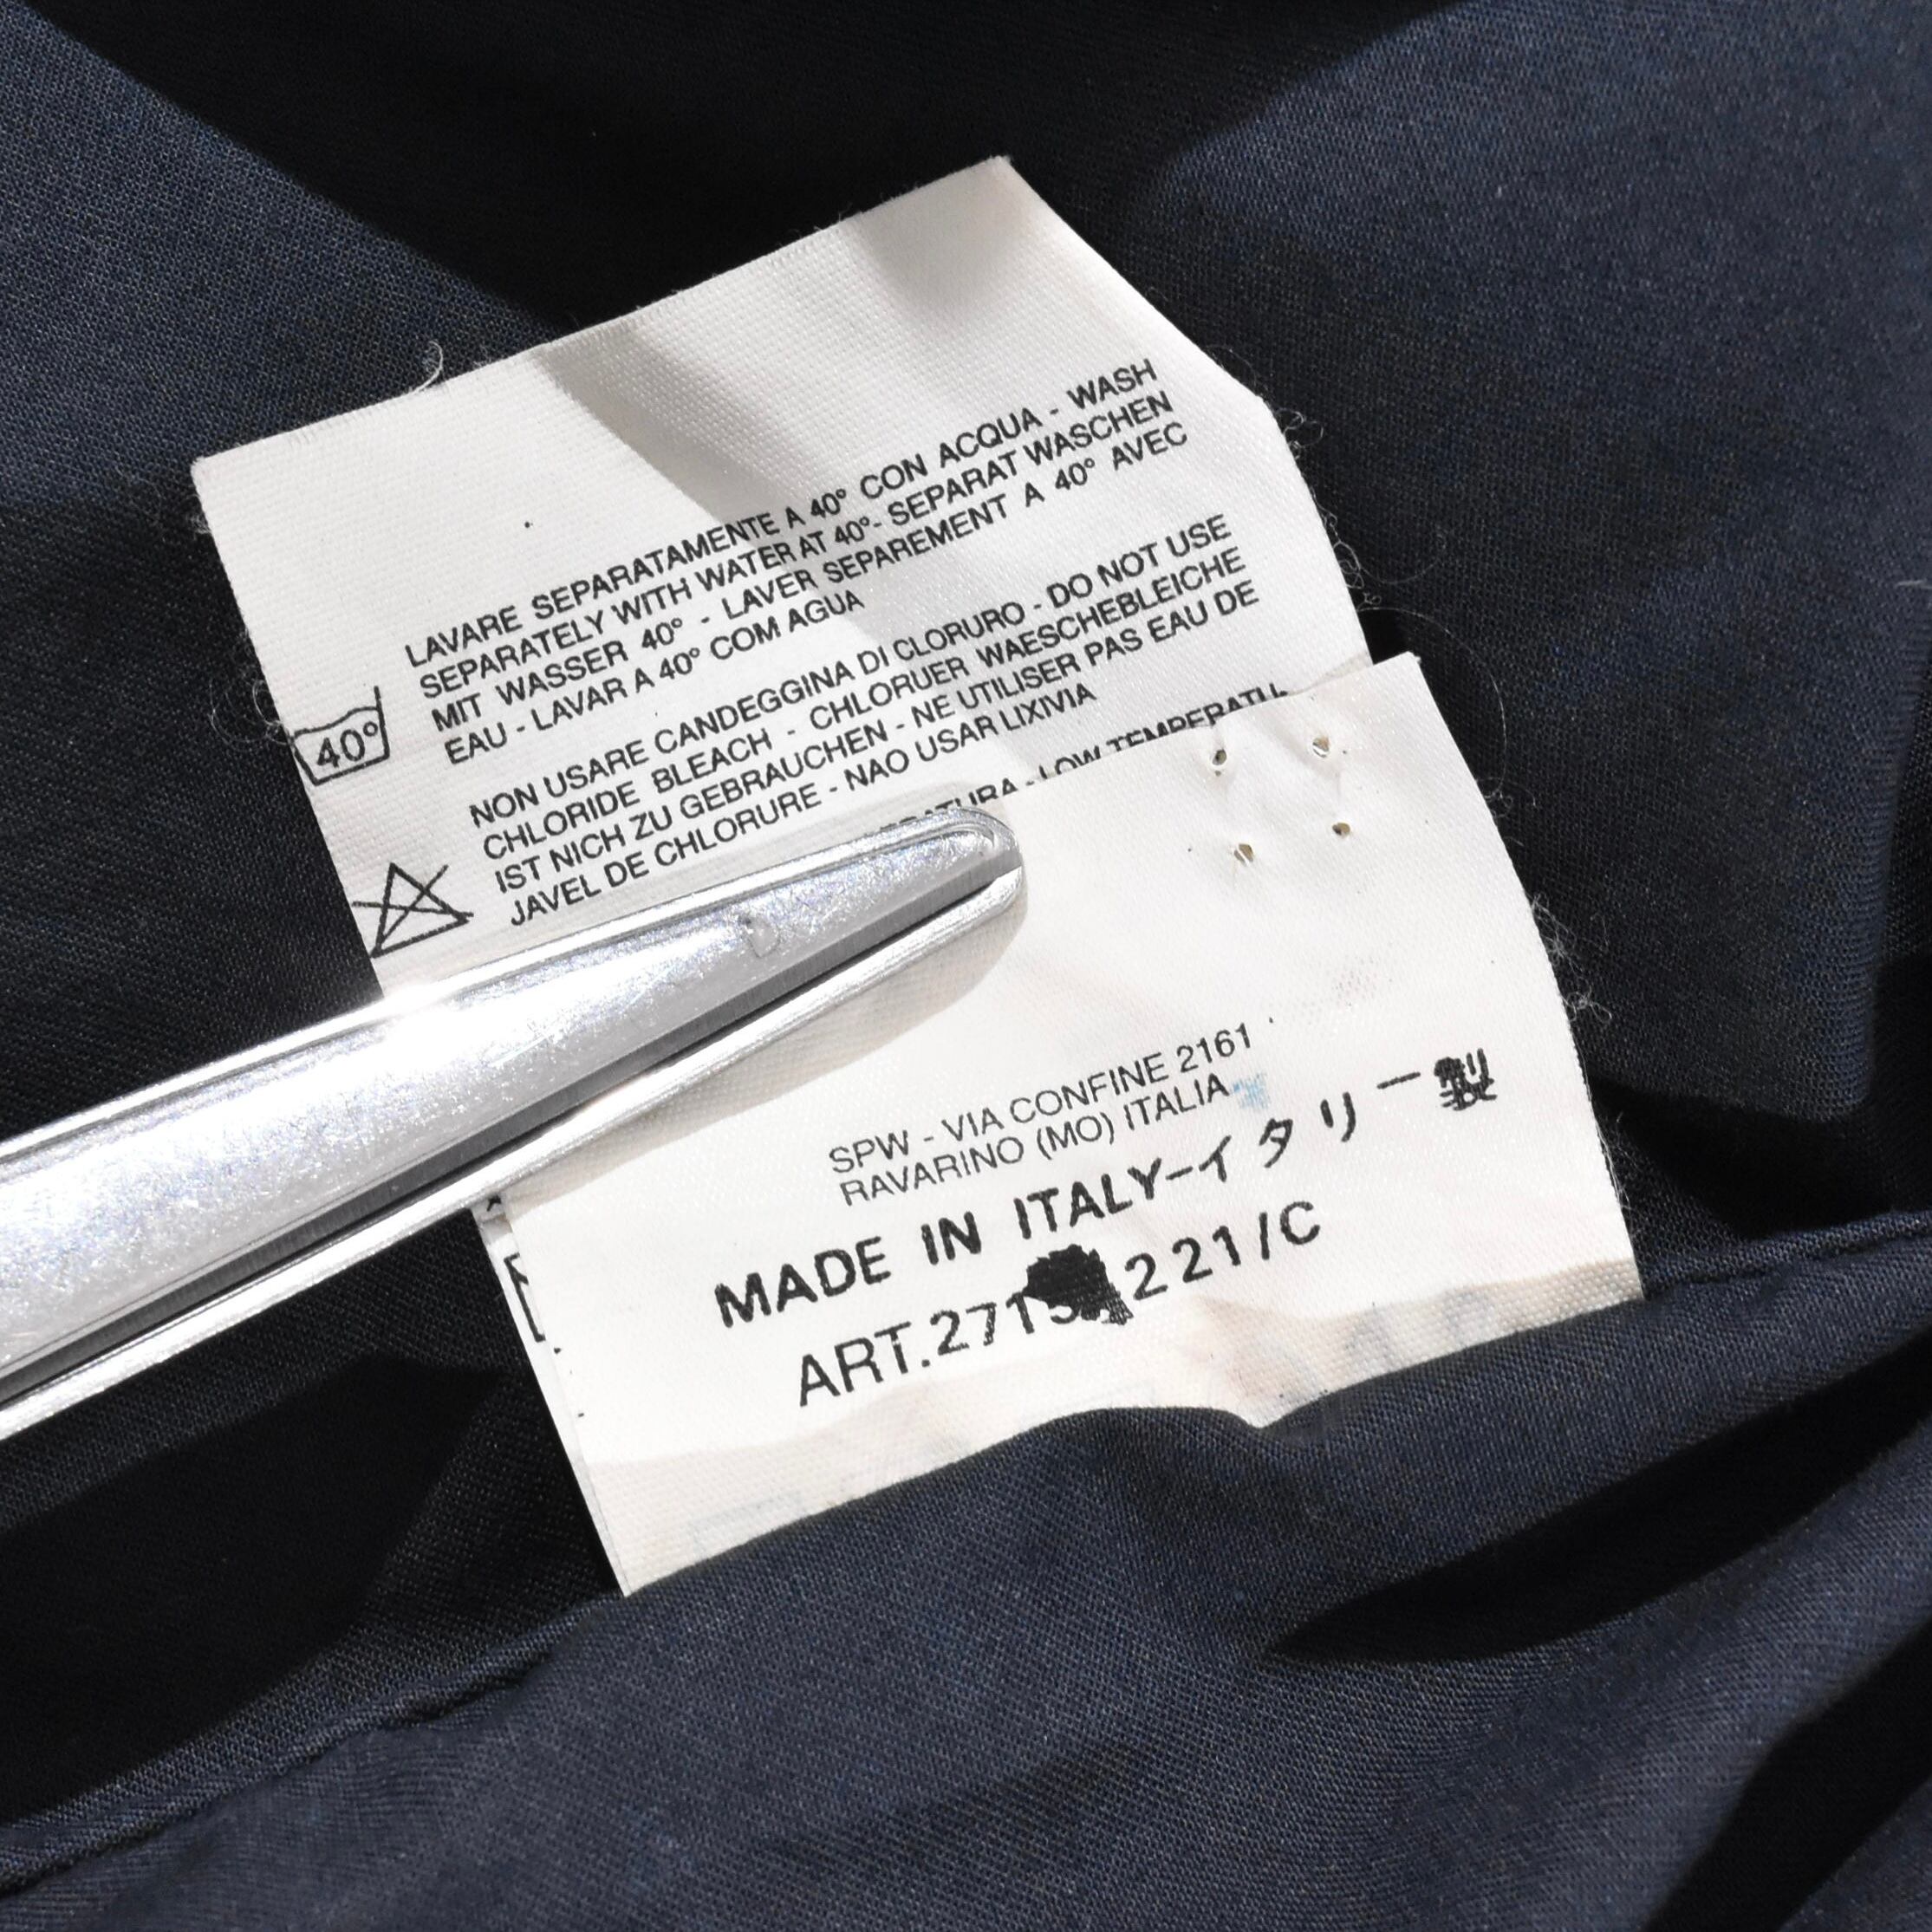 LAVARE SEPARATAMENTE A 40° CON ACQUA - WASH
SEPARATELY WITH WATER AT 40°- SEPARAT WASCHEN
MIT WASSER 40° - LAVER SEPAREMENT A 40° AVEC
EAU - LAVAR A 40° COM AGUA
40°
NON USARE CANDEGGINA DI CLORURO - DO NOT USE
CHLORIDE BLEACH - CHLORUER WAESCHEBLEICHE
IST NICH ZU GEBRAUCHEN - NE UTILISER PAS EAU DE
JAVEL DE CHLORURE - NAO USAR LIXIVIA
- LOW
SPW - VIA CONFINE 2161
RAVARINO (MO) ITALIA
MADE IN ITALY-イタリー製
ART.